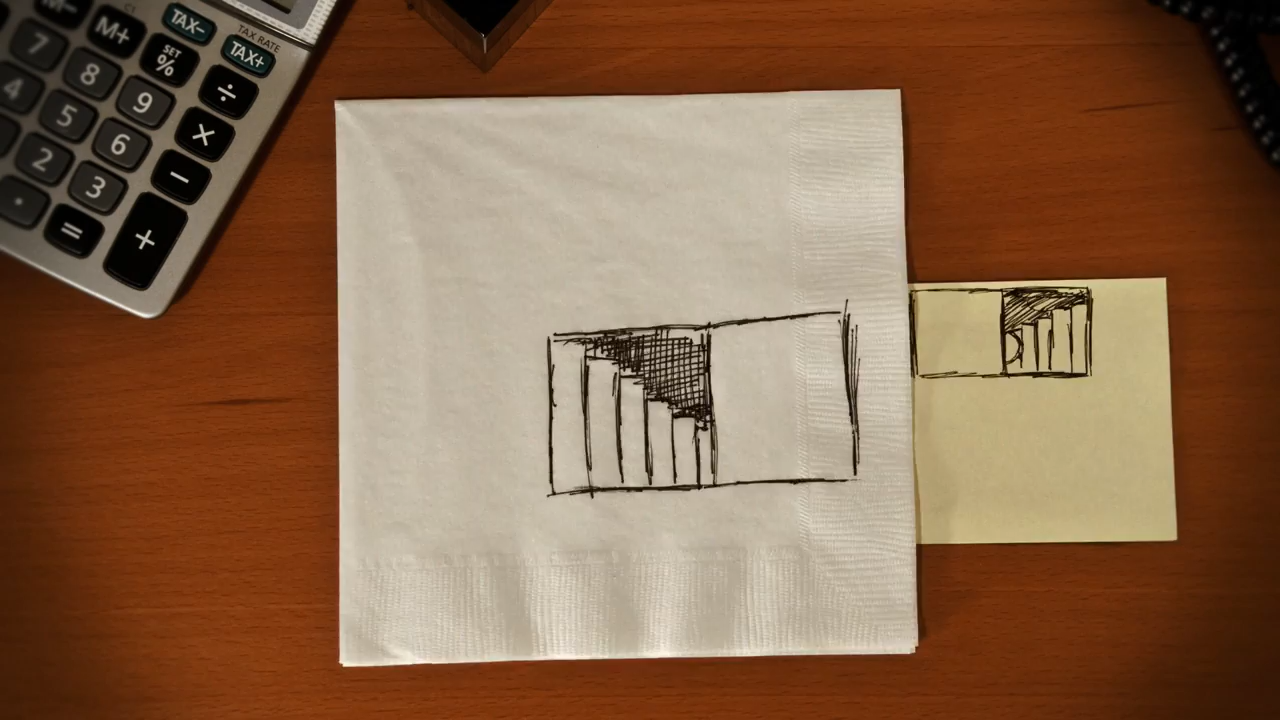 M- M+ TAX- TAX RATE
7 8 SET % TAX+
4 5 9 ÷
2 6 ×
. 3 −
= +